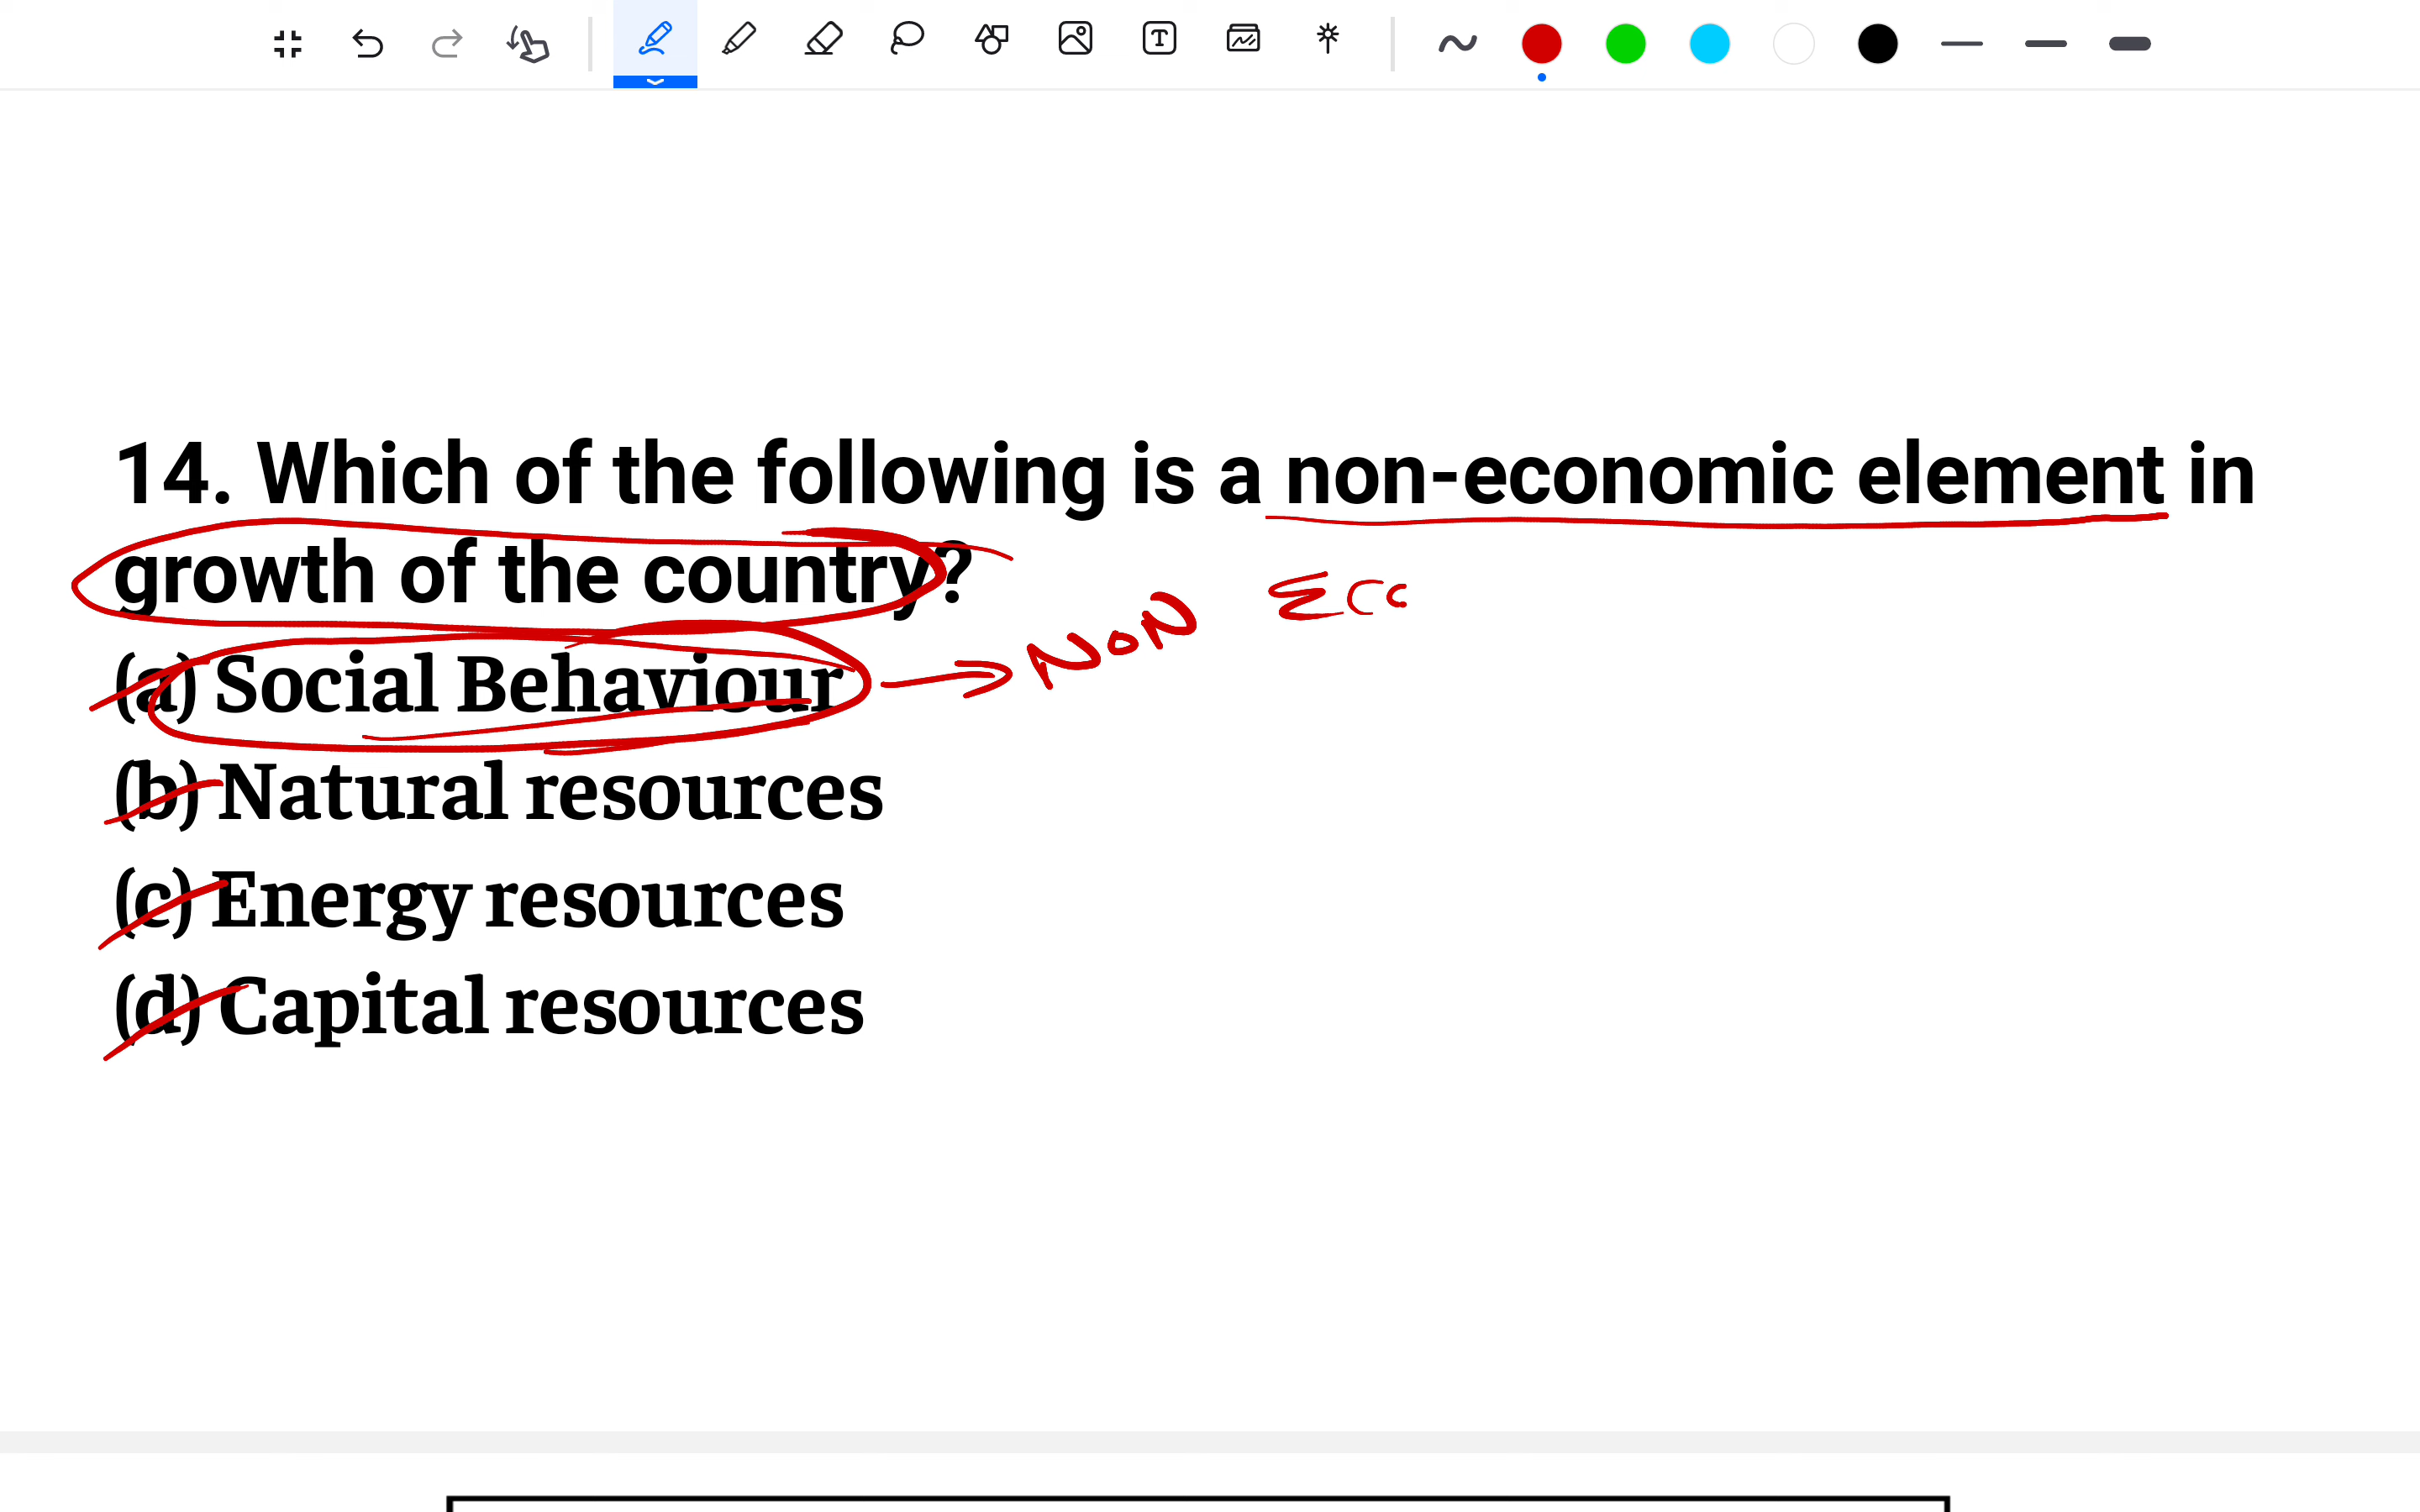 14. Which of the following is a non-economic element in
growth of the country?
NON ECO
(a) Social Behaviour
(b) Natural resources
(c) Energy resources
(d) Capital resources